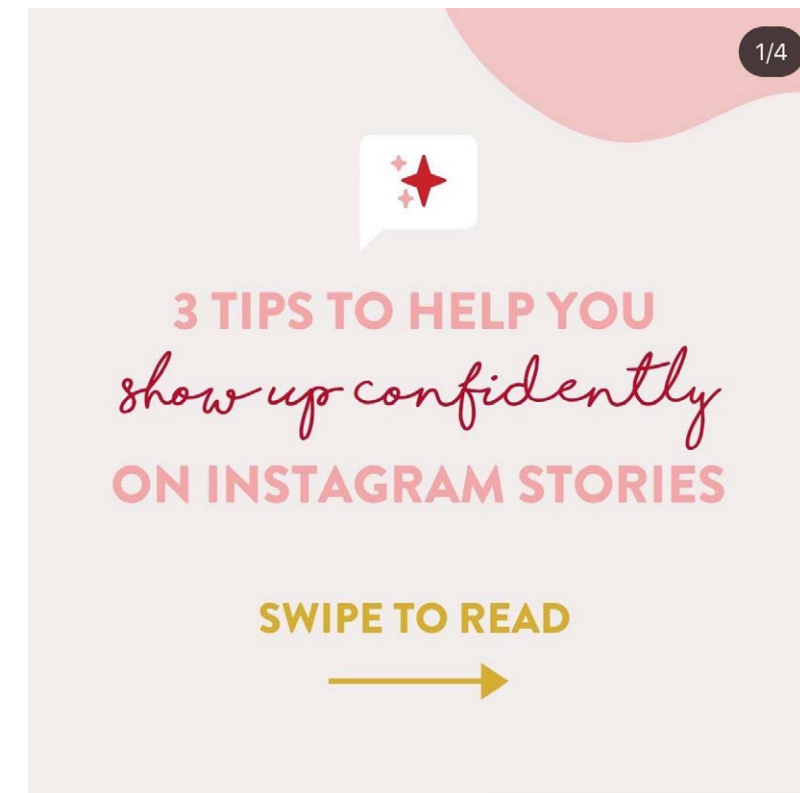 1/4
3 TIPS TO HELP YOU
show up confidently
ON INSTAGRAM STORIES
SWIPE TO READ